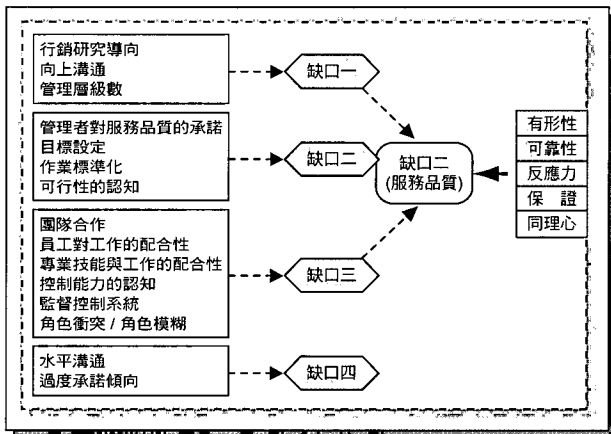 行銷研究導向
向上溝通
管理層級數
缺口一
管理者對服務品質的承諾
目標設定
作業標準化
可行性的認知
缺口二
缺口二
(服務品質)
有形性
可靠性
反應力
保 證
同理心
團隊合作
員工對工作的配合性
專業技能與工作的配合性
控制能力的認知
監督控制系統
角色衝突 / 角色模糊
缺口三
水平溝通
過度承諾傾向
缺口四